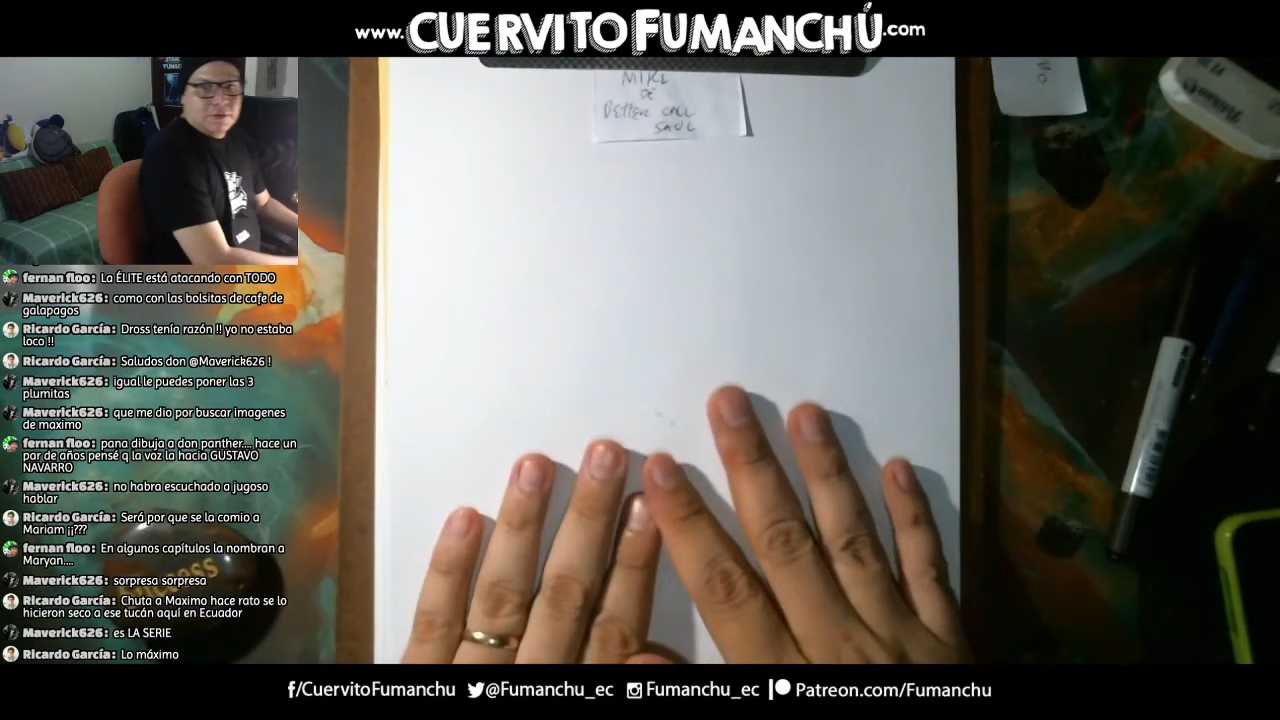 www.CUERVITO FUMANCHÚ.com
MIKE
DE
BETTER CALL
SAUL
fernan floo: La ÉLITE está atacando con TODO
Maverick626: como con las bolsitas de cafe de
galapagos
Ricardo García: Dross tenía razón !! yo no estaba
loco !!
Ricardo García: Saludos don @Maverick626 !
Maverick626: igual le puedes poner las 3
plumitas
Maverick626: que me dio por buscar imagenes
de maximo
fernan floo: pana dibuja a don panther.... hace un
par de años pensé q la voz la hacia GUSTAVO
NAVARRO
Maverick626: no habra escuchado a jugoso
hablar
Ricardo García: Será por que se la comio a
Mariam ¡¡???
fernan floo: En algunos capítulos la nombran a
Maryan....
Maverick626: sorpresa sorpresa
Ricardo García: Chuta a Maximo hace rato se lo
hicieron seco a ese tucán aquí en Ecuador
Maverick626: es LA SERIE
Ricardo García: Lo máximo
f/CuervitoFumanchu @Fumanchu_ec Fumanchu_ec Patreon.com/Fumanchu